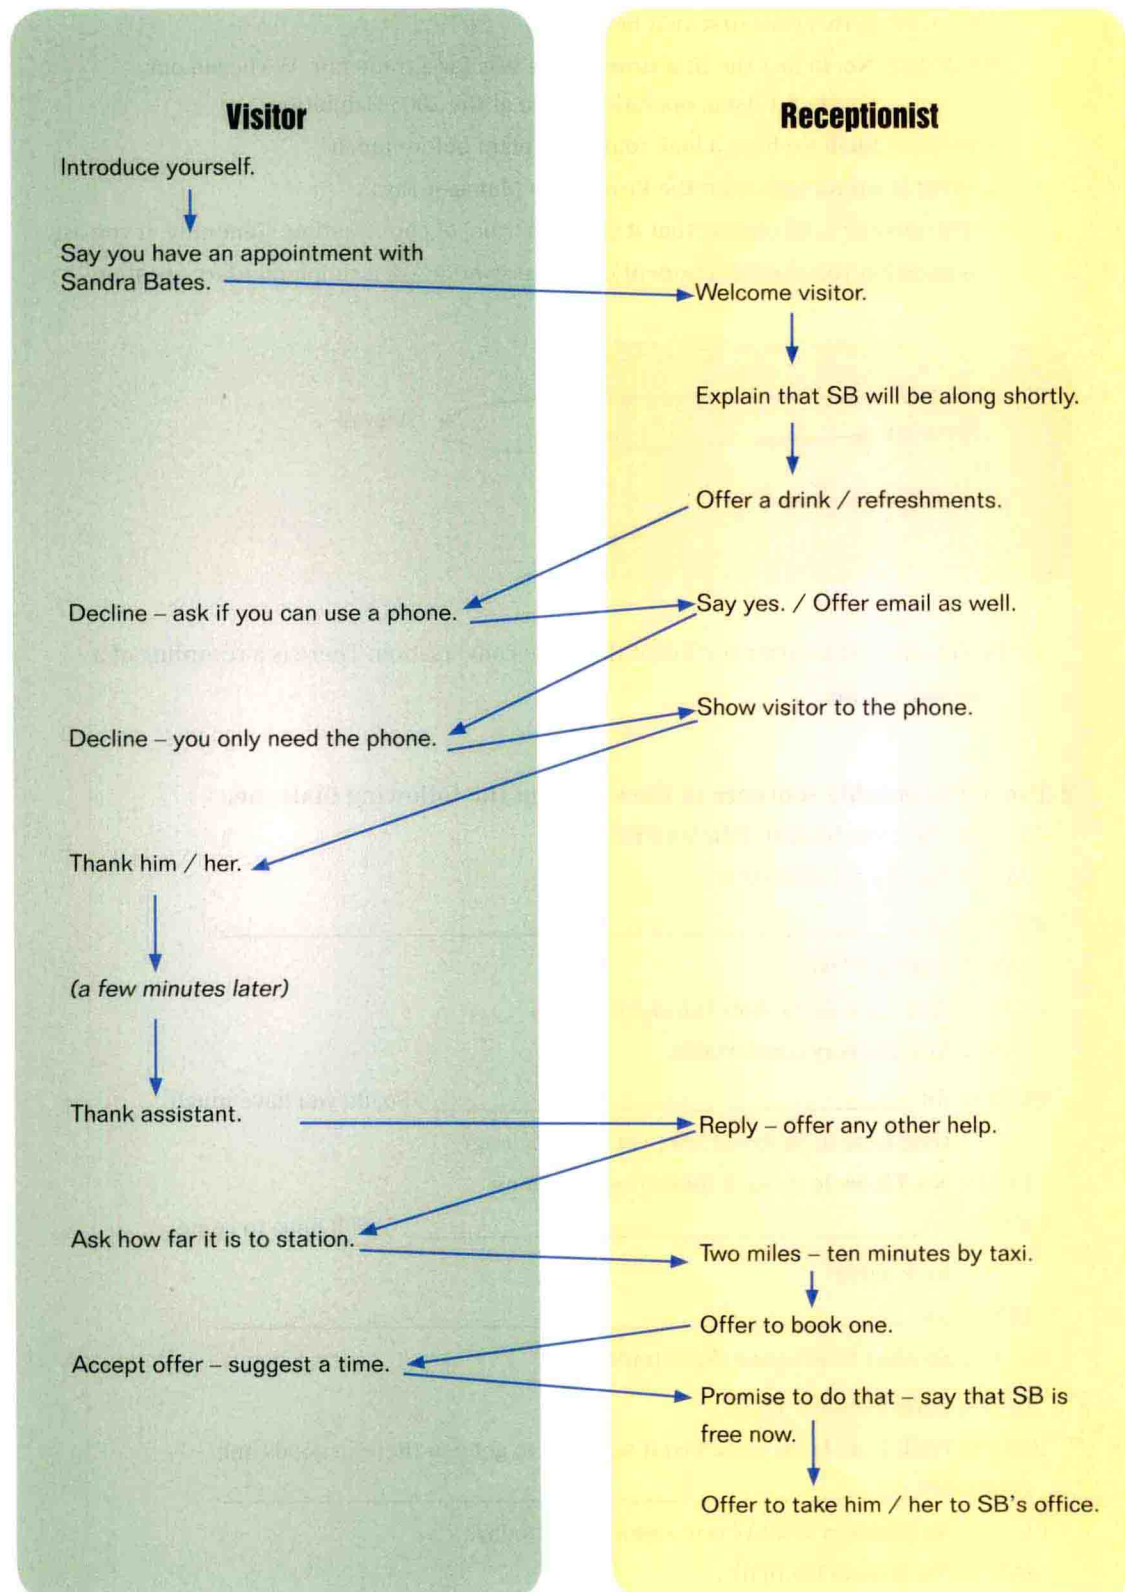 Visitor
Introduce yourself.
Say you have an appointment with
Sandra Bates.
Decline – ask if you can use a phone.
Decline – you only need the phone.
Thank him / her.
(a few minutes later)
Thank assistant.
Ask how far it is to station.
Accept offer – suggest a time.
Receptionist
Welcome visitor.
Explain that SB will be along shortly.
Offer a drink / refreshments.
Say yes. / Offer email as well.
Show visitor to the phone.
Reply – offer any other help.
Two miles – ten minutes by taxi.
Offer to book one.
Promise to do that – say that SB is
free now.
Offer to take him / her to SB's office.